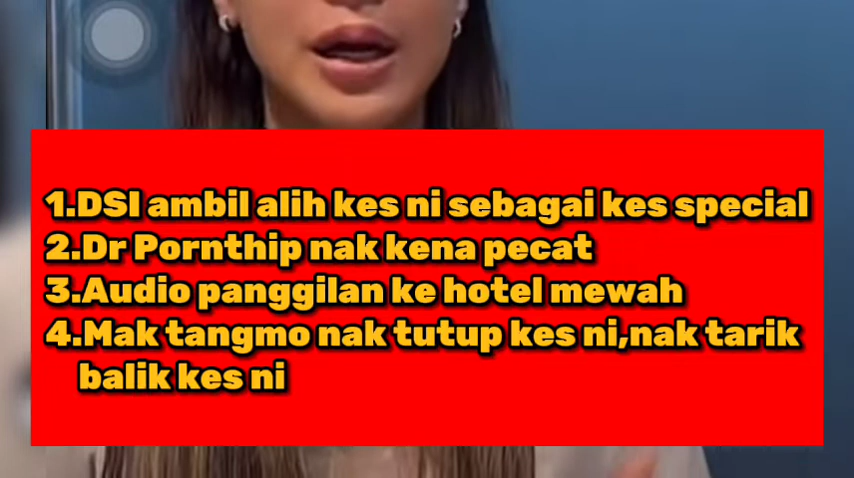 1.DSI ambil alih kes ni sebagai kes special
2.Dr Pornthip nak kena pecat
3.Audio panggilan ke hotel mewah
4.Mak tangmo nak tutup kes ni,nak tarik
balik kes ni